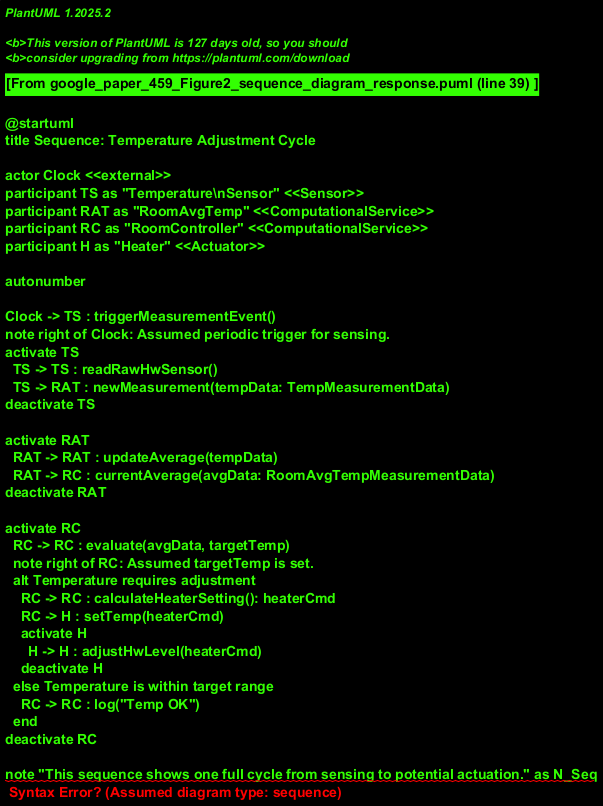 PlantUML 1.2025.2
<b>This version of PlantUML is 127 days old, so you should
<b>consider upgrading from https://plantuml.com/download
[From google_paper_459_Figure2_sequence_diagram_response.puml (line 39) ]
@startuml
title Sequence: Temperature Adjustment Cycle
actor Clock <<external>>
participant TS as "Temperature\nSensor" <<Sensor>>
participant RAT as "RoomAvgTemp" <<ComputationalService>>
participant RC as "RoomController" <<ComputationalService>>
participant H as "Heater" <<Actuator>>
autonumber
Clock -> TS : triggerMeasurementEvent()
note right of Clock: Assumed periodic trigger for sensing.
activate TS
TS -> TS : readRawHwSensor()
TS -> RAT : newMeasurement(tempData: TempMeasurementData)
deactivate TS
activate RAT
RAT -> RAT : updateAverage(tempData)
RAT -> RC : currentAverage(avgData: RoomAvgTempMeasurementData)
deactivate RAT
activate RC
RC -> RC : evaluate(avgData, targetTemp)
note right of RC: Assumed targetTemp is set.
alt Temperature requires adjustment
RC -> RC : calculateHeaterSetting(): heaterCmd
RC -> H : setTemp(heaterCmd)
activate H
H -> H : adjustHwLevel(heaterCmd)
deactivate H
else Temperature is within target range
RC -> RC : log("Temp OK")
end
deactivate RC
note "This sequence shows one full cycle from sensing to potential actuation." as N_Seq
Syntax Error? (Assumed diagram type: sequence)